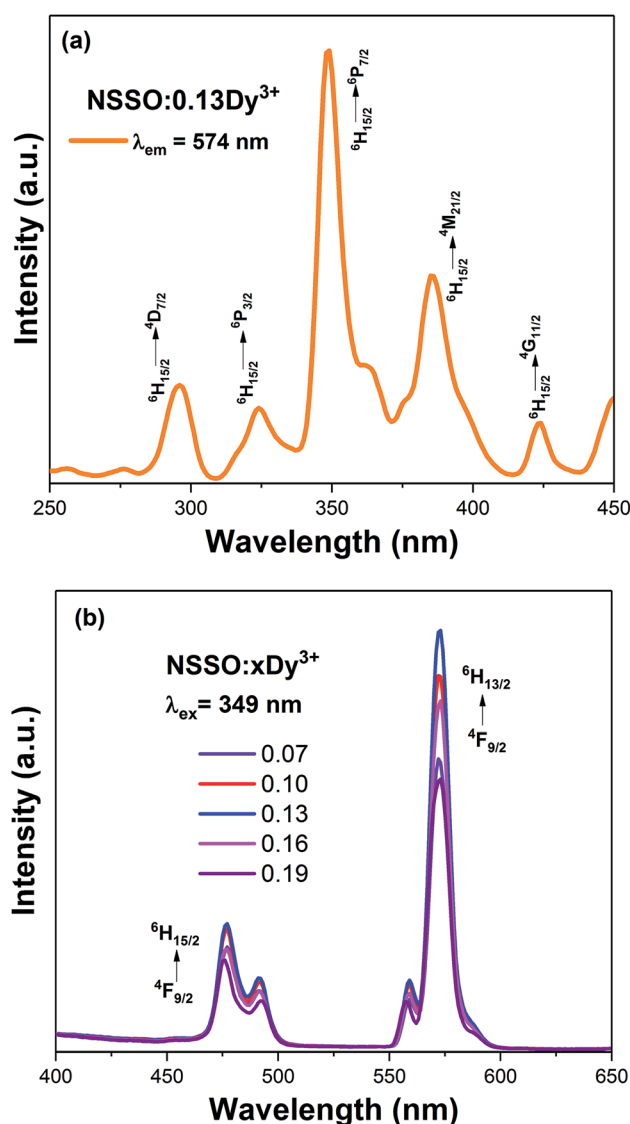 (a)
NSSO:0.13Dy³⁺
λem = 574 nm
⁶H15/2 → ⁴D7/2
⁶H15/2 → ⁶P3/2
⁶H15/2 → ⁶P7/2
⁶H15/2 → ⁴M21/2
⁶H15/2 → ⁴G11/2
Intensity (a.u.)
250 300 350 400 450
Wavelength (nm)
(b)
NSSO:xDy³⁺
λex= 349 nm
0.07
0.10
0.13
0.16
0.19
⁶H13/2
⁴F9/2
⁶H15/2
⁴F9/2
Intensity (a.u.)
400 450 500 550 600 650
Wavelength (nm)